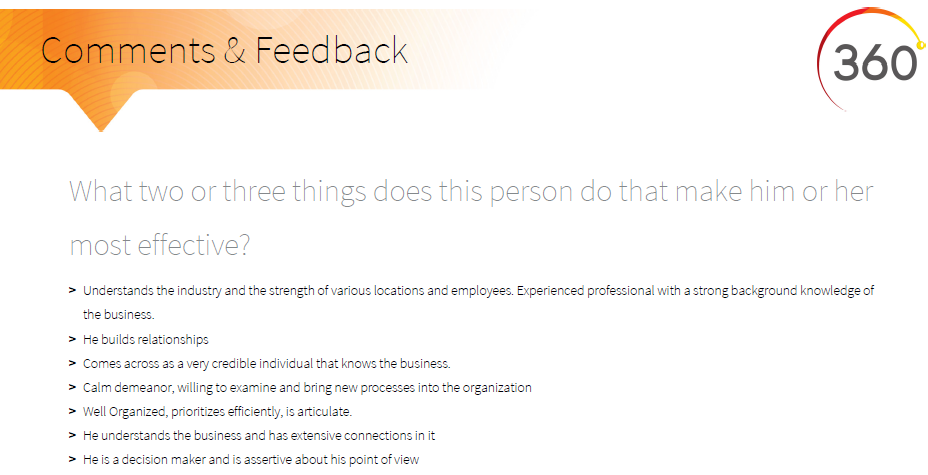 Comments & Feedback
360°
What two or three things does this person do that make him or her
most effective?
> Understands the industry and the strength of various locations and employees. Experienced professional with a strong background knowledge of
the business.
> He builds relationships
> Comes across as a very credible individual that knows the business.
> Calm demeanor, willing to examine and bring new processes into the organization
> Well Organized, prioritizes efficiently, is articulate.
> He understands the business and has extensive connections in it
> He is a decision maker and is assertive about his point of view